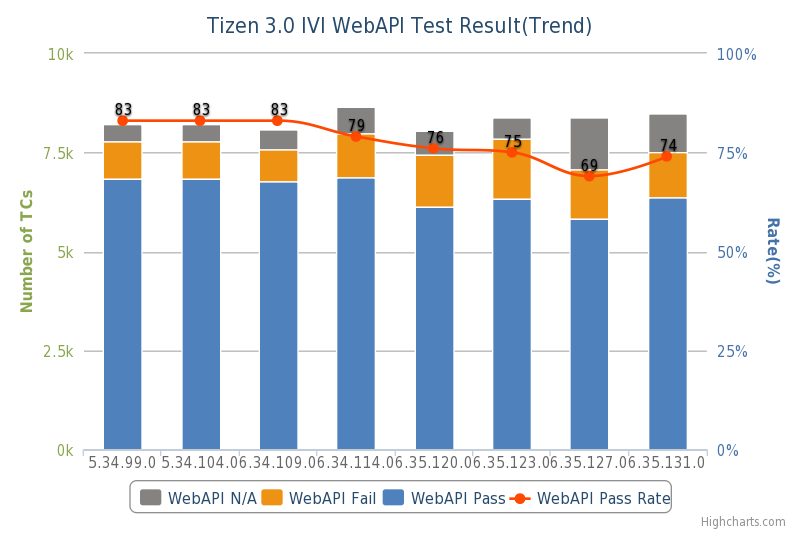 Tizen 3.0 IVI WebAPI Test Result(Trend)
10k
7.5k
5k
2.5k
0k
Number of TCs
100%
75%
50%
25%
0%
Rate(%)
83
83
83
79
76
75
69
74
5.34.99.0
5.34.104.0
6.34.109.0
6.34.114.0
6.35.120.0
6.35.123.0
6.35.127.0
6.35.131.0
WebAPI N/A
WebAPI Fail
WebAPI Pass
WebAPI Pass Rate
Highcharts.com